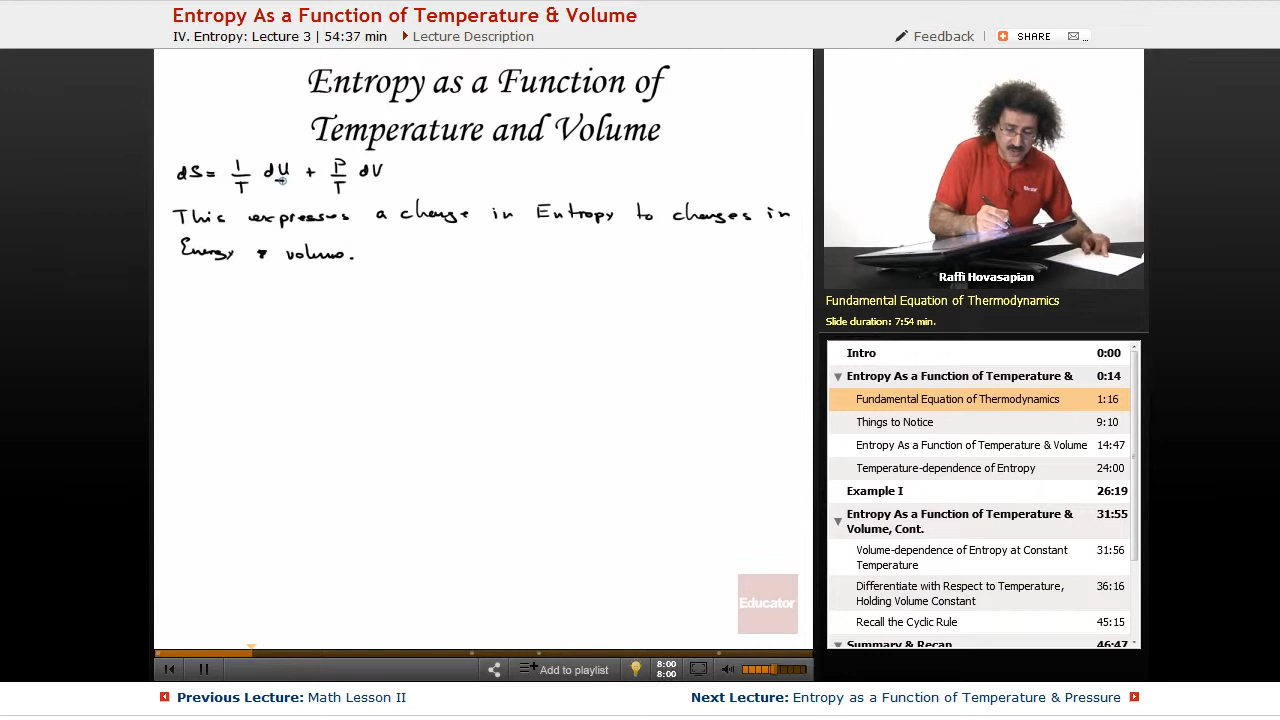 Entropy As a Function of Temperature & Volume
IV. Entropy: Lecture 3 | 54:37 min
Lecture Description
Feedback
SHARE
Entropy as a Function of
Temperature and Volume
dS = 1/T dU + P/T dV
This expresses a change in Entropy to changes in
Energy & volume.
Educator
Raffi Hovasapian
Fundamental Equation of Thermodynamics
Slide duration: 7:54 min.
Intro 0:00
Entropy As a Function of Temperature & 0:14
Fundamental Equation of Thermodynamics 1:16
Things to Notice 9:10
Entropy As a Function of Temperature & Volume 14:47
Temperature-dependence of Entropy 24:00
Example I 26:19
Entropy As a Function of Temperature & 31:55
Volume, Cont.
Volume-dependence of Entropy at Constant 31:56
Temperature
Differentiate with Respect to Temperature, 36:16
Holding Volume Constant
Recall the Cyclic Rule 45:15
Summary & Recap 46:47
Add to playlist
8:00
8:00
Previous Lecture: Math Lesson II
Next Lecture: Entropy as a Function of Temperature & Pressure